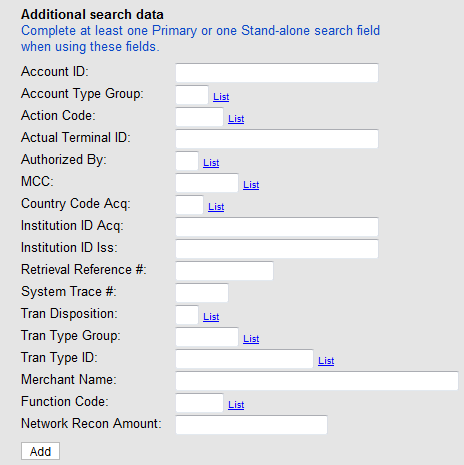 Additional search data
Complete at least one Primary or one Stand-alone search field
when using these fields.
Account ID:
Account Type Group: List
Action Code: List
Actual Terminal ID:
Authorized By: List
MCC: List
Country Code Acq: List
Institution ID Acq:
Institution ID Iss:
Retrieval Reference #:
System Trace #:
Tran Disposition: List
Tran Type Group: List
Tran Type ID: List
Merchant Name:
Function Code: List
Network Recon Amount:
Add